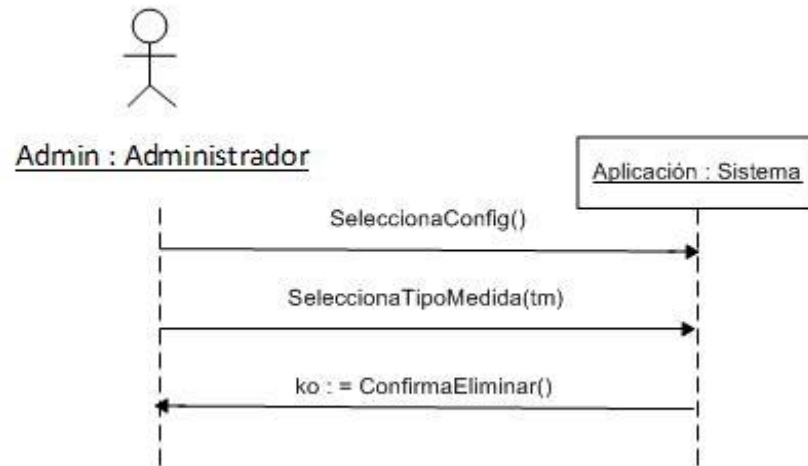 Admin : Administrador
Aplicación : Sistema
SeleccionaConfig()
SeleccionaTipoMedida(tm)
ko : = ConfirmaEliminar()